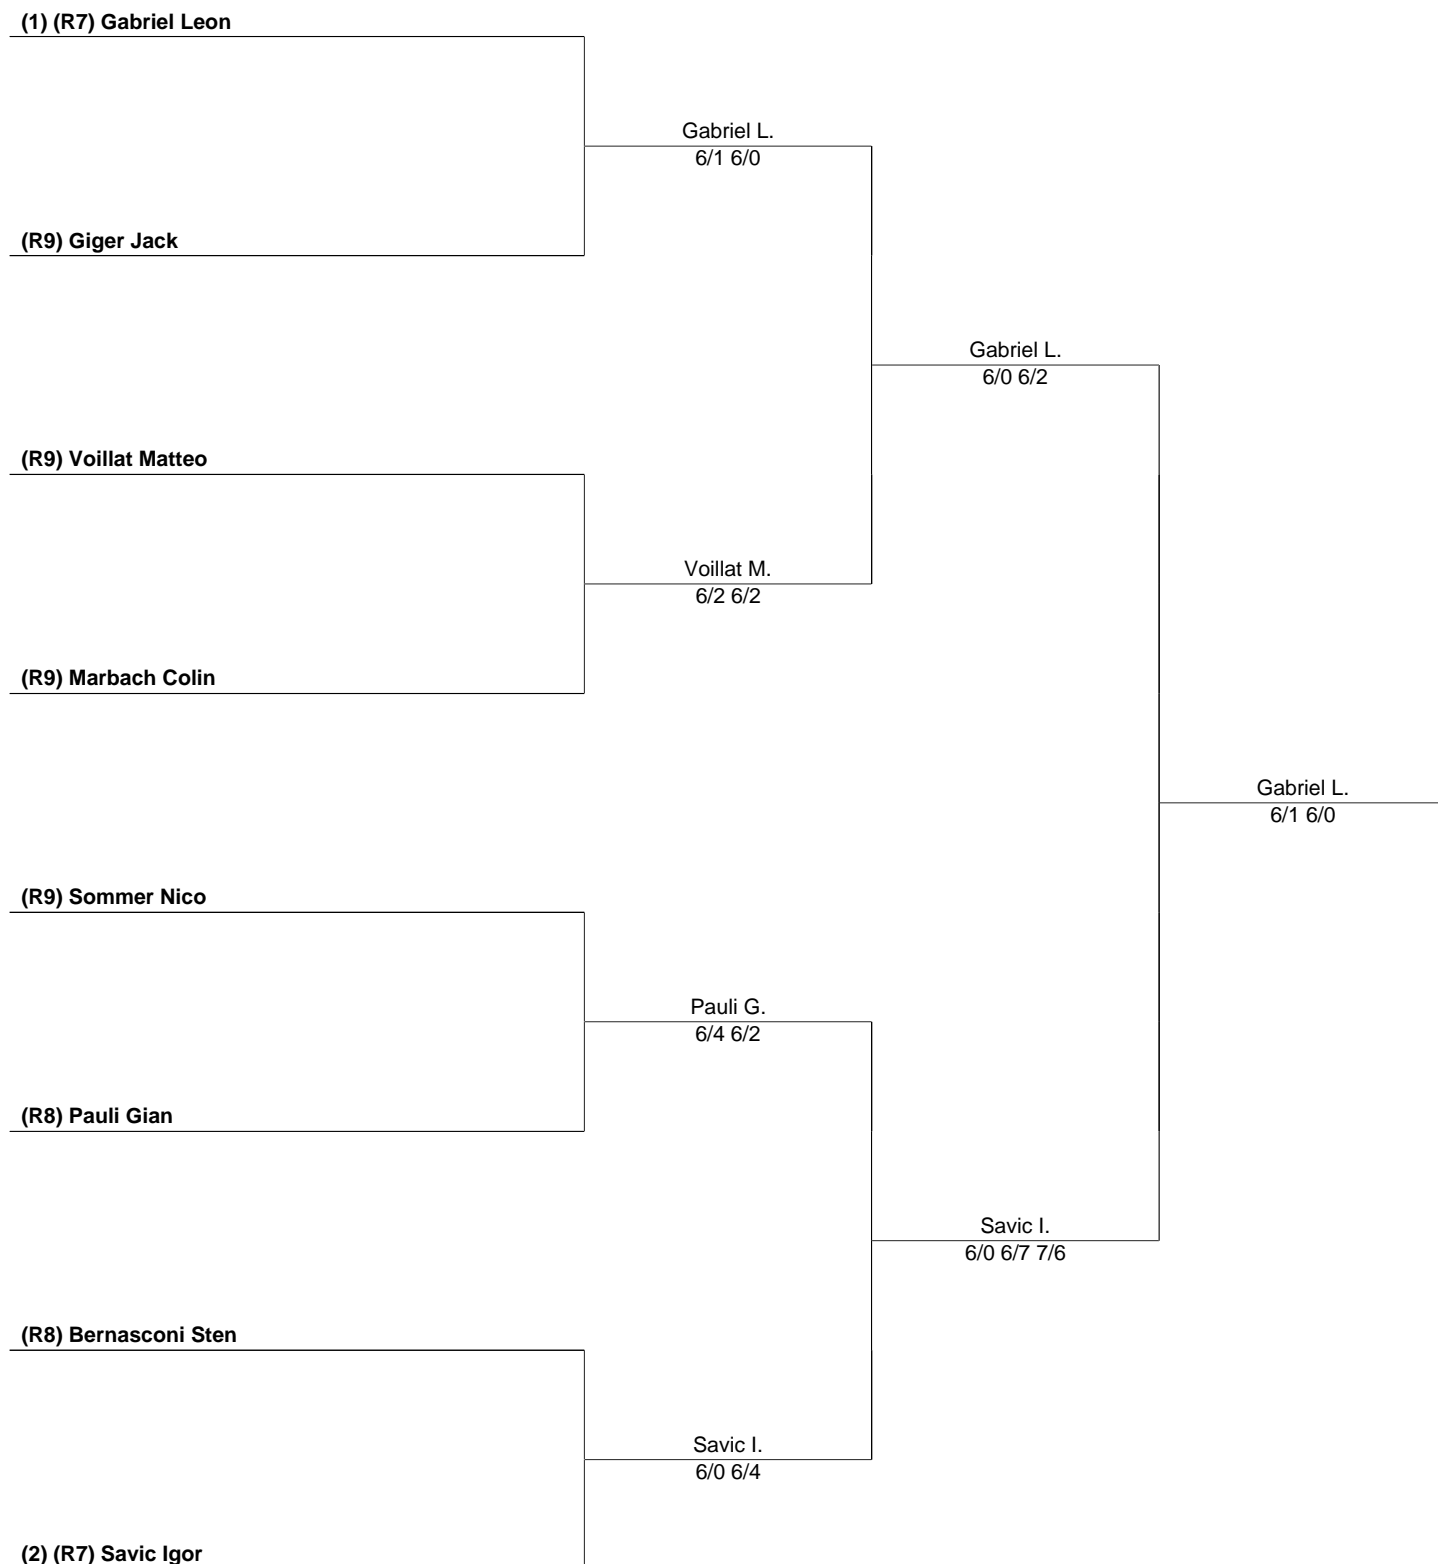 (1) (R7) Gabriel Leon
Gabriel L.
6/1 6/0
(R9) Giger Jack
Gabriel L.
6/0 6/2
(R9) Voillat Matteo
Voillat M.
6/2 6/2
(R9) Marbach Colin
Gabriel L.
6/1 6/0
(R9) Sommer Nico
Pauli G.
6/4 6/2
(R8) Pauli Gian
Savic I.
6/0 6/7 7/6
(R8) Bernasconi Sten
Savic I.
6/0 6/4
(2) (R7) Savic Igor